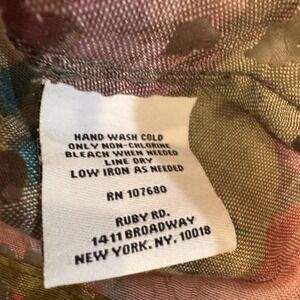 HAND WASH COLD
ONLY NON-CHLORINE
BLEACH WHEN NEEDED
LINE DRY
LOW IRON AS NEEDED
RN 107680
RUBY RD.
1411 BROADWAY
NEW YORK. NY. 10018